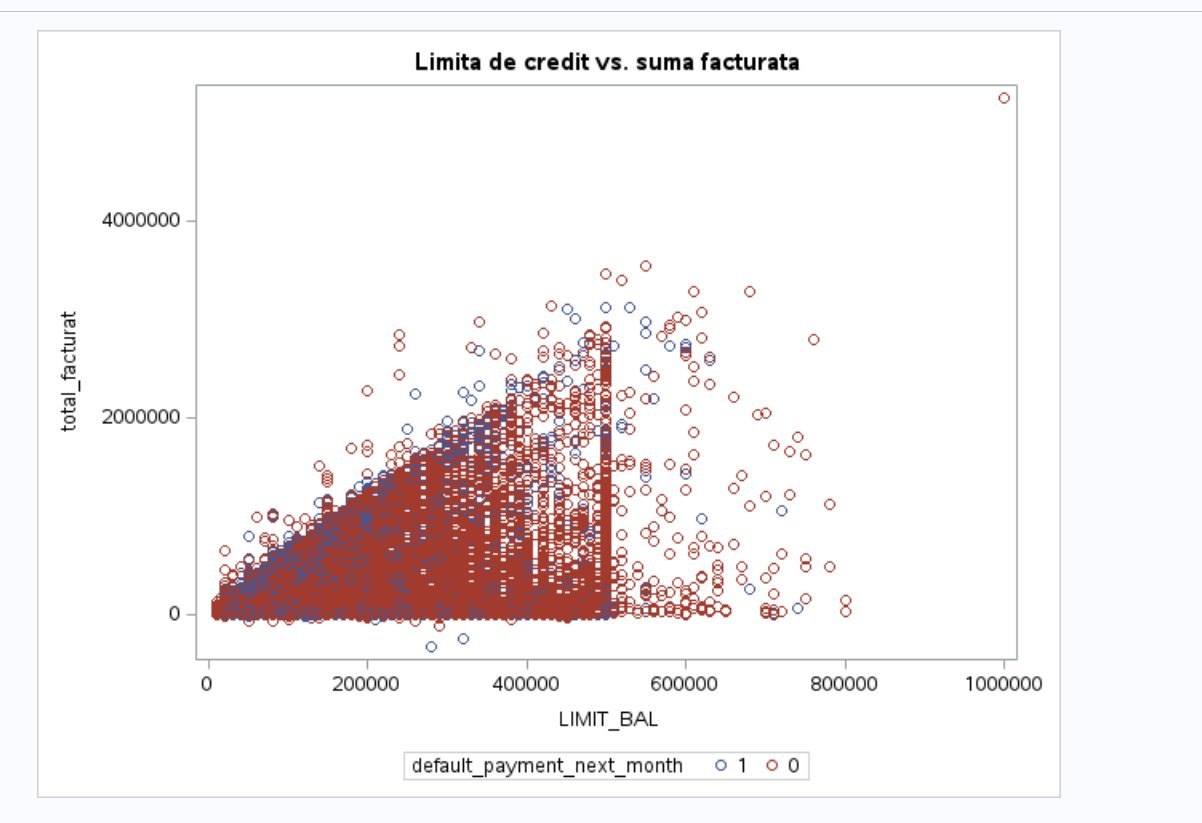 Limita de credit vs. suma facturata
total_facturat
4000000
2000000
0
0 200000 400000 600000 800000 1000000
LIMIT_BAL
default_payment_next_month 1 0